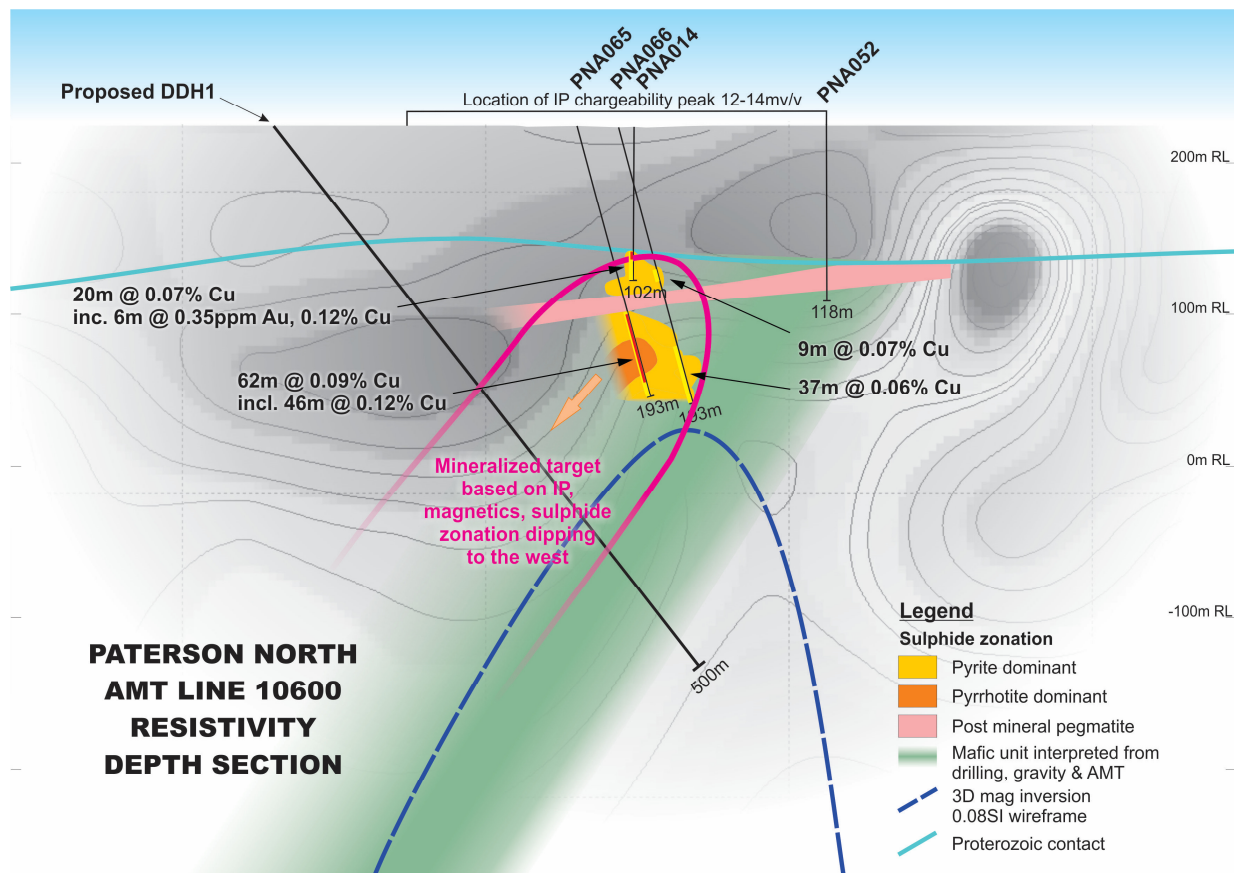 PNA065
PNA066
PNA014
PNA052
Proposed DDH1
Location of IP chargeability peak 12-14mv/v
200m RL
20m @ 0.07% Cu
inc. 6m @ 0.35ppm Au, 0.12% Cu
102m
118m
100m RL
9m @ 0.07% Cu
62m @ 0.09% Cu
incl. 46m @ 0.12% Cu
37m @ 0.06% Cu
193m
193m
0m RL
Mineralized target
based on IP,
magnetics, sulphide
zonation dipping
to the west
-100m RL
500m
PATERSON NORTH
AMT LINE 10600
RESISTIVITY
DEPTH SECTION
Legend
Sulphide zonation
Pyrite dominant
Pyrrhotite dominant
Post mineral pegmatite
Mafic unit interpreted from
drilling, gravity & AMT
3D mag inversion
0.08SI wireframe
Proterozoic contact